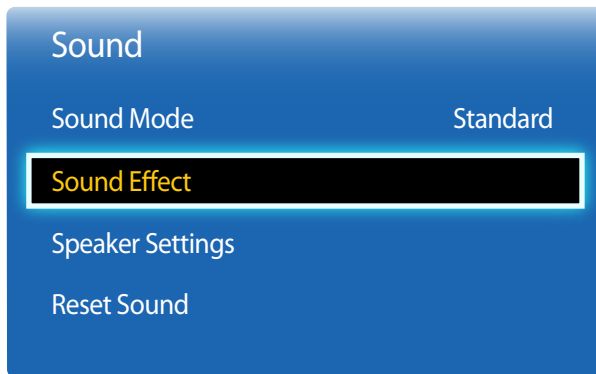 Sound
Sound Mode Standard
Sound Effect
Speaker Settings
Reset Sound